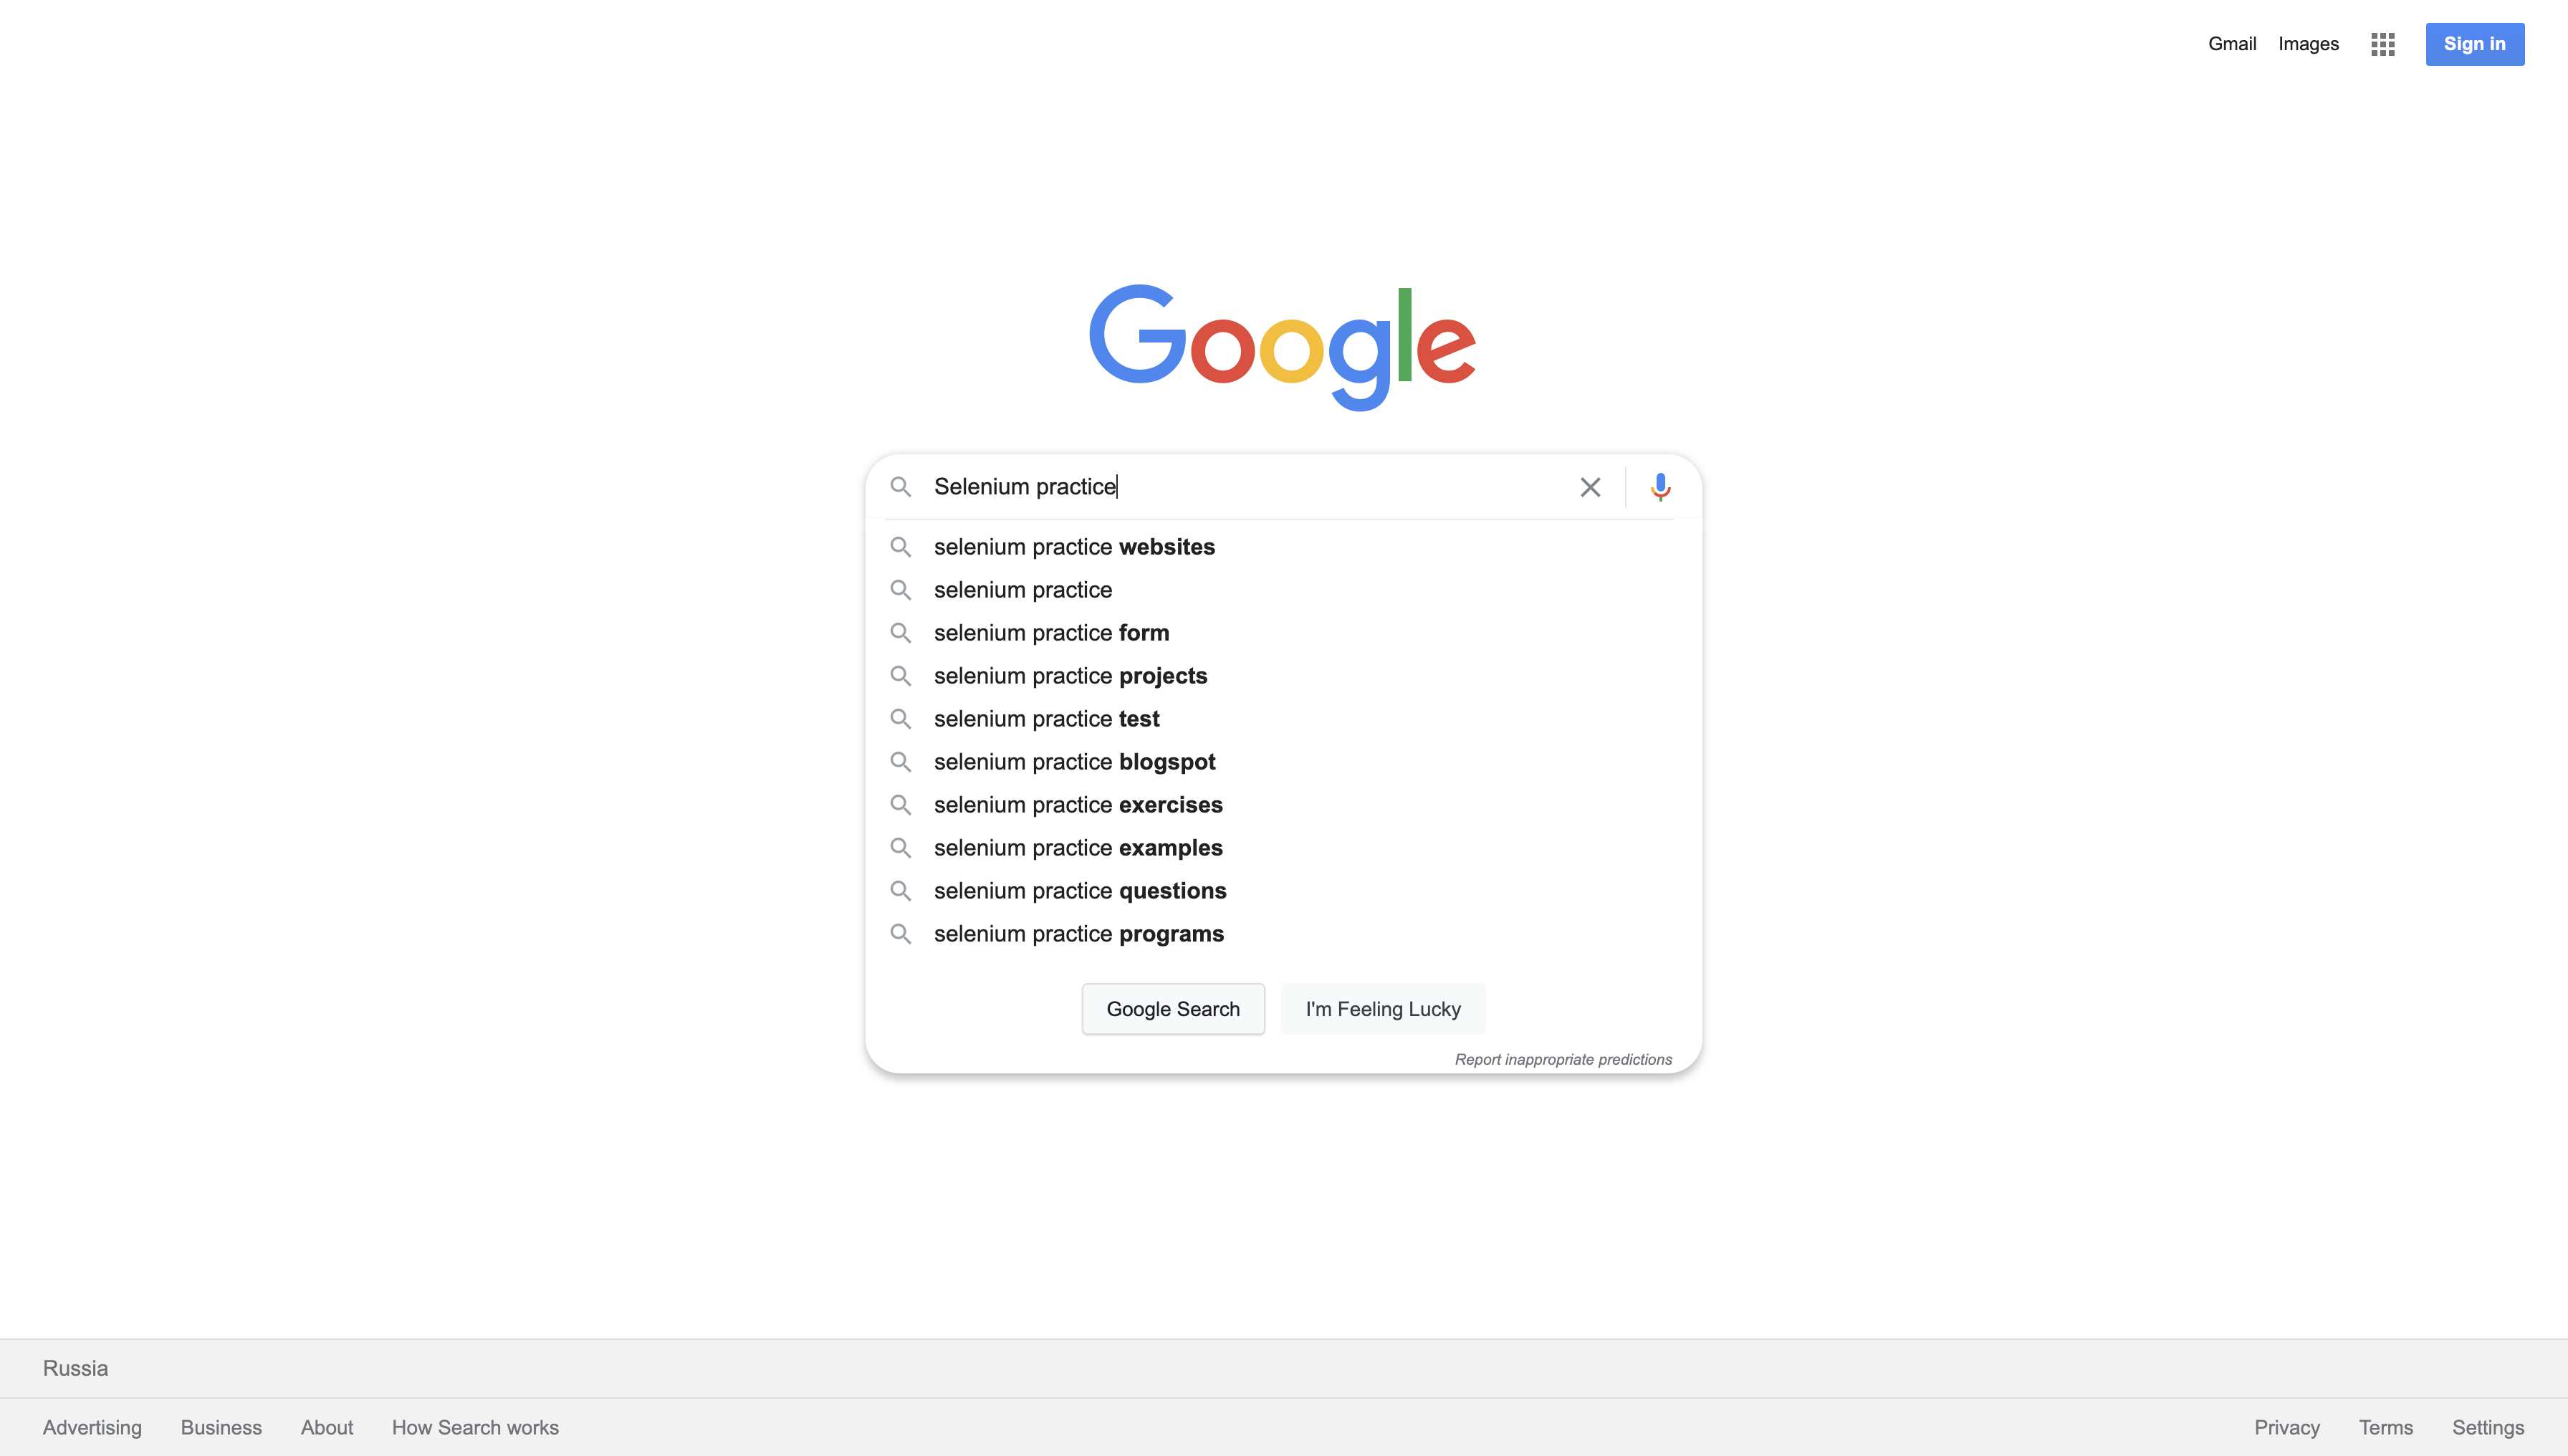 Gmail Images Sign in
Google
Selenium practice
selenium practice websites
selenium practice
selenium practice form
selenium practice projects
selenium practice test
selenium practice blogspot
selenium practice exercises
selenium practice examples
selenium practice questions
selenium practice programs
Google Search I'm Feeling Lucky
Report inappropriate predictions
Russia
Advertising Business About How Search works Privacy Terms Settings